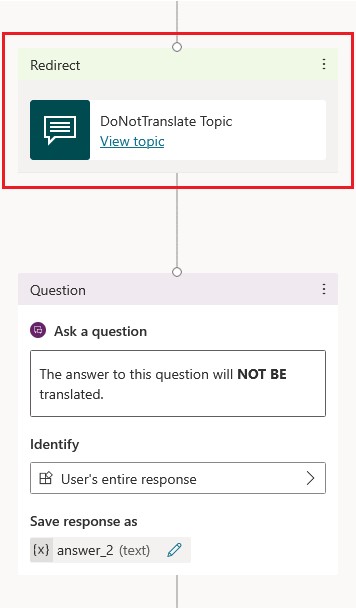 Redirect
DoNotTranslate Topic
View topic
Question
Ask a question
The answer to this question will NOT BE
translated.
Identify
User's entire response
Save response as
{x} answer_2 (text)